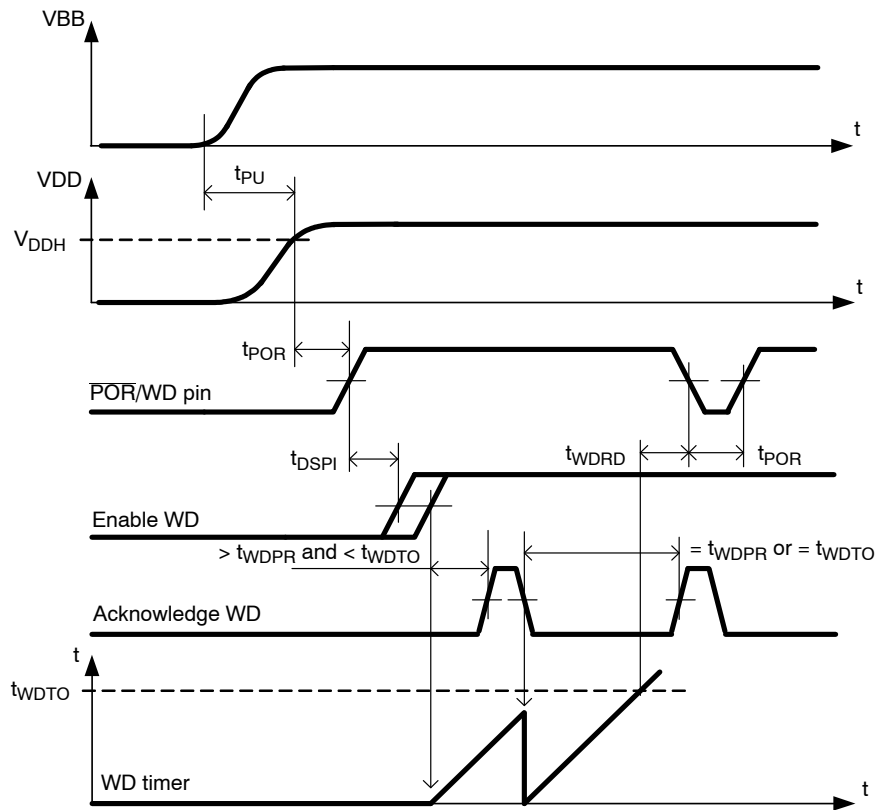 VBB
t
VDD
tPU
VDDH
t
tPOR
POR/WD pin
tDSPI
tWDRD
tPOR
Enable WD
> tWDPR and < tWDTO
= tWDPR or = tWDTO
Acknowledge WD
t
tWDTO
WD timer
t